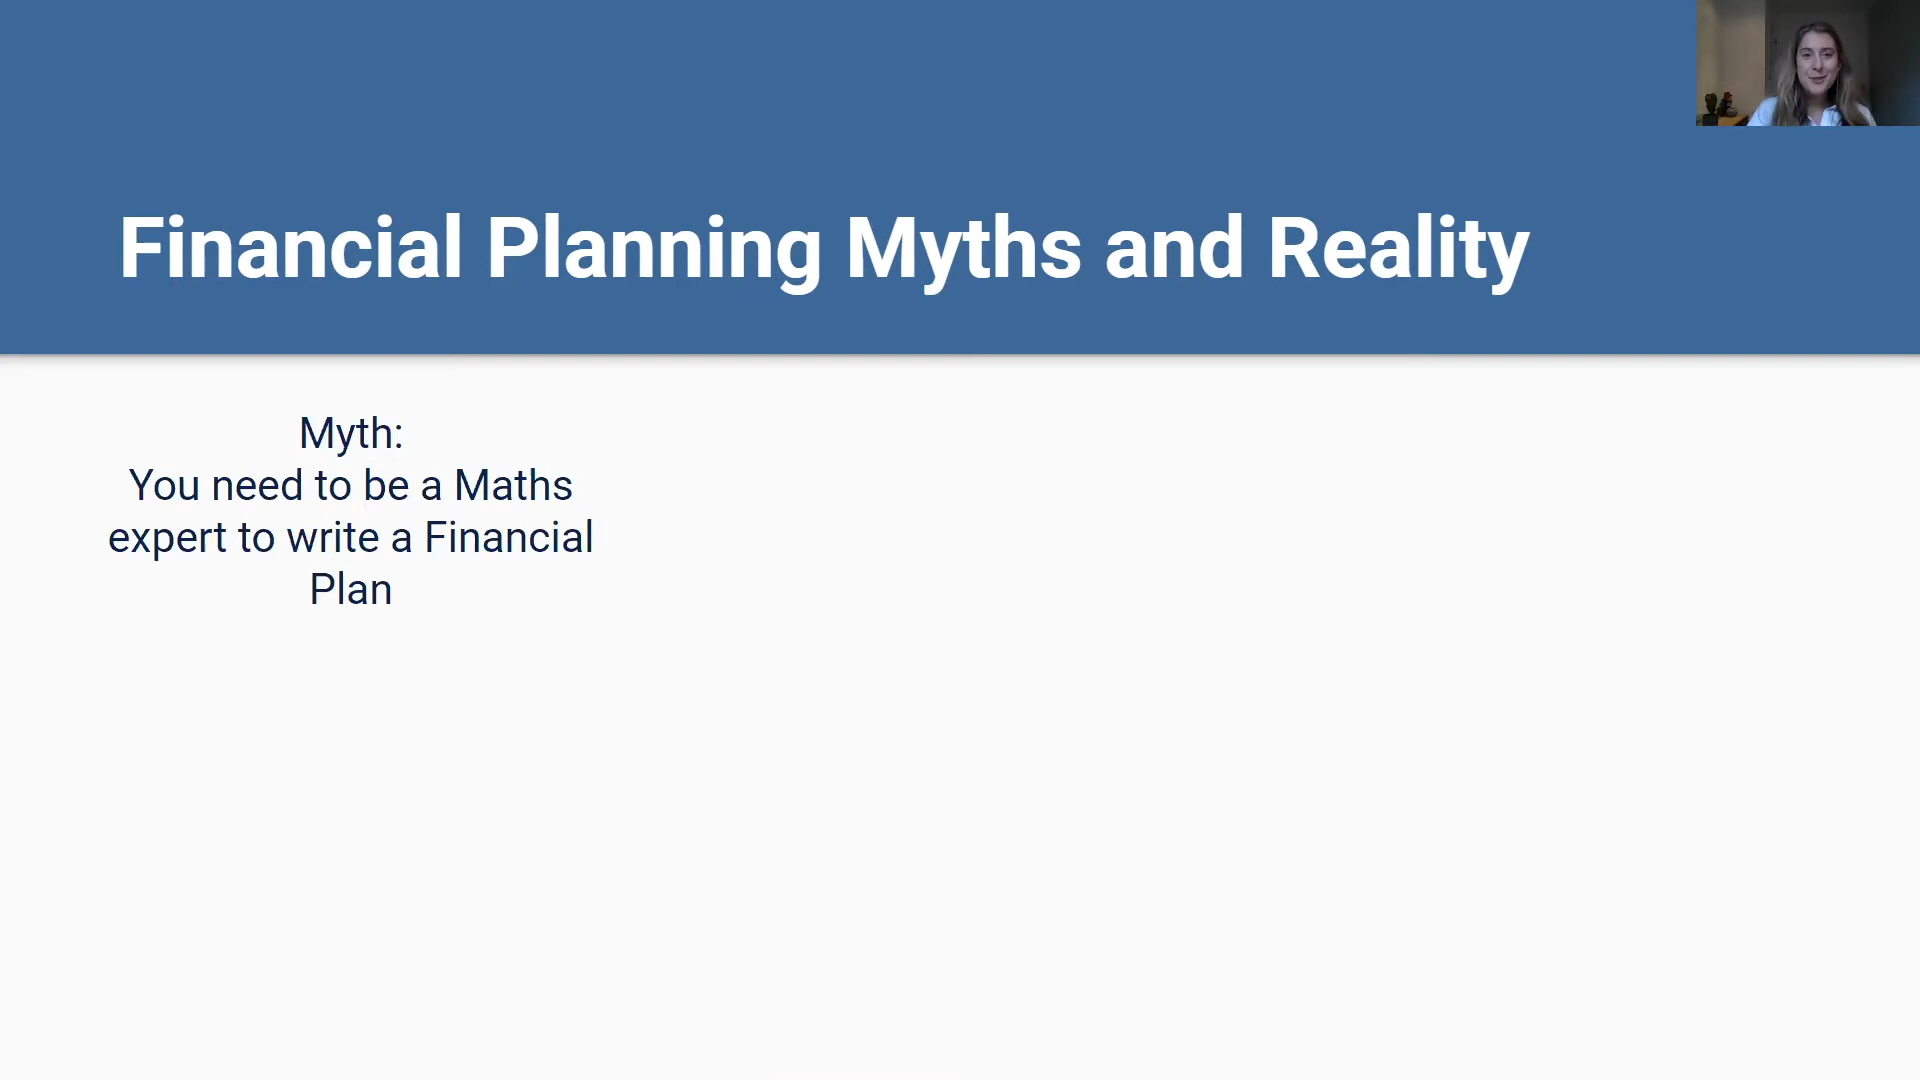 Financial Planning Myths and Reality
Myth:
You need to be a Maths
expert to write a Financial
Plan